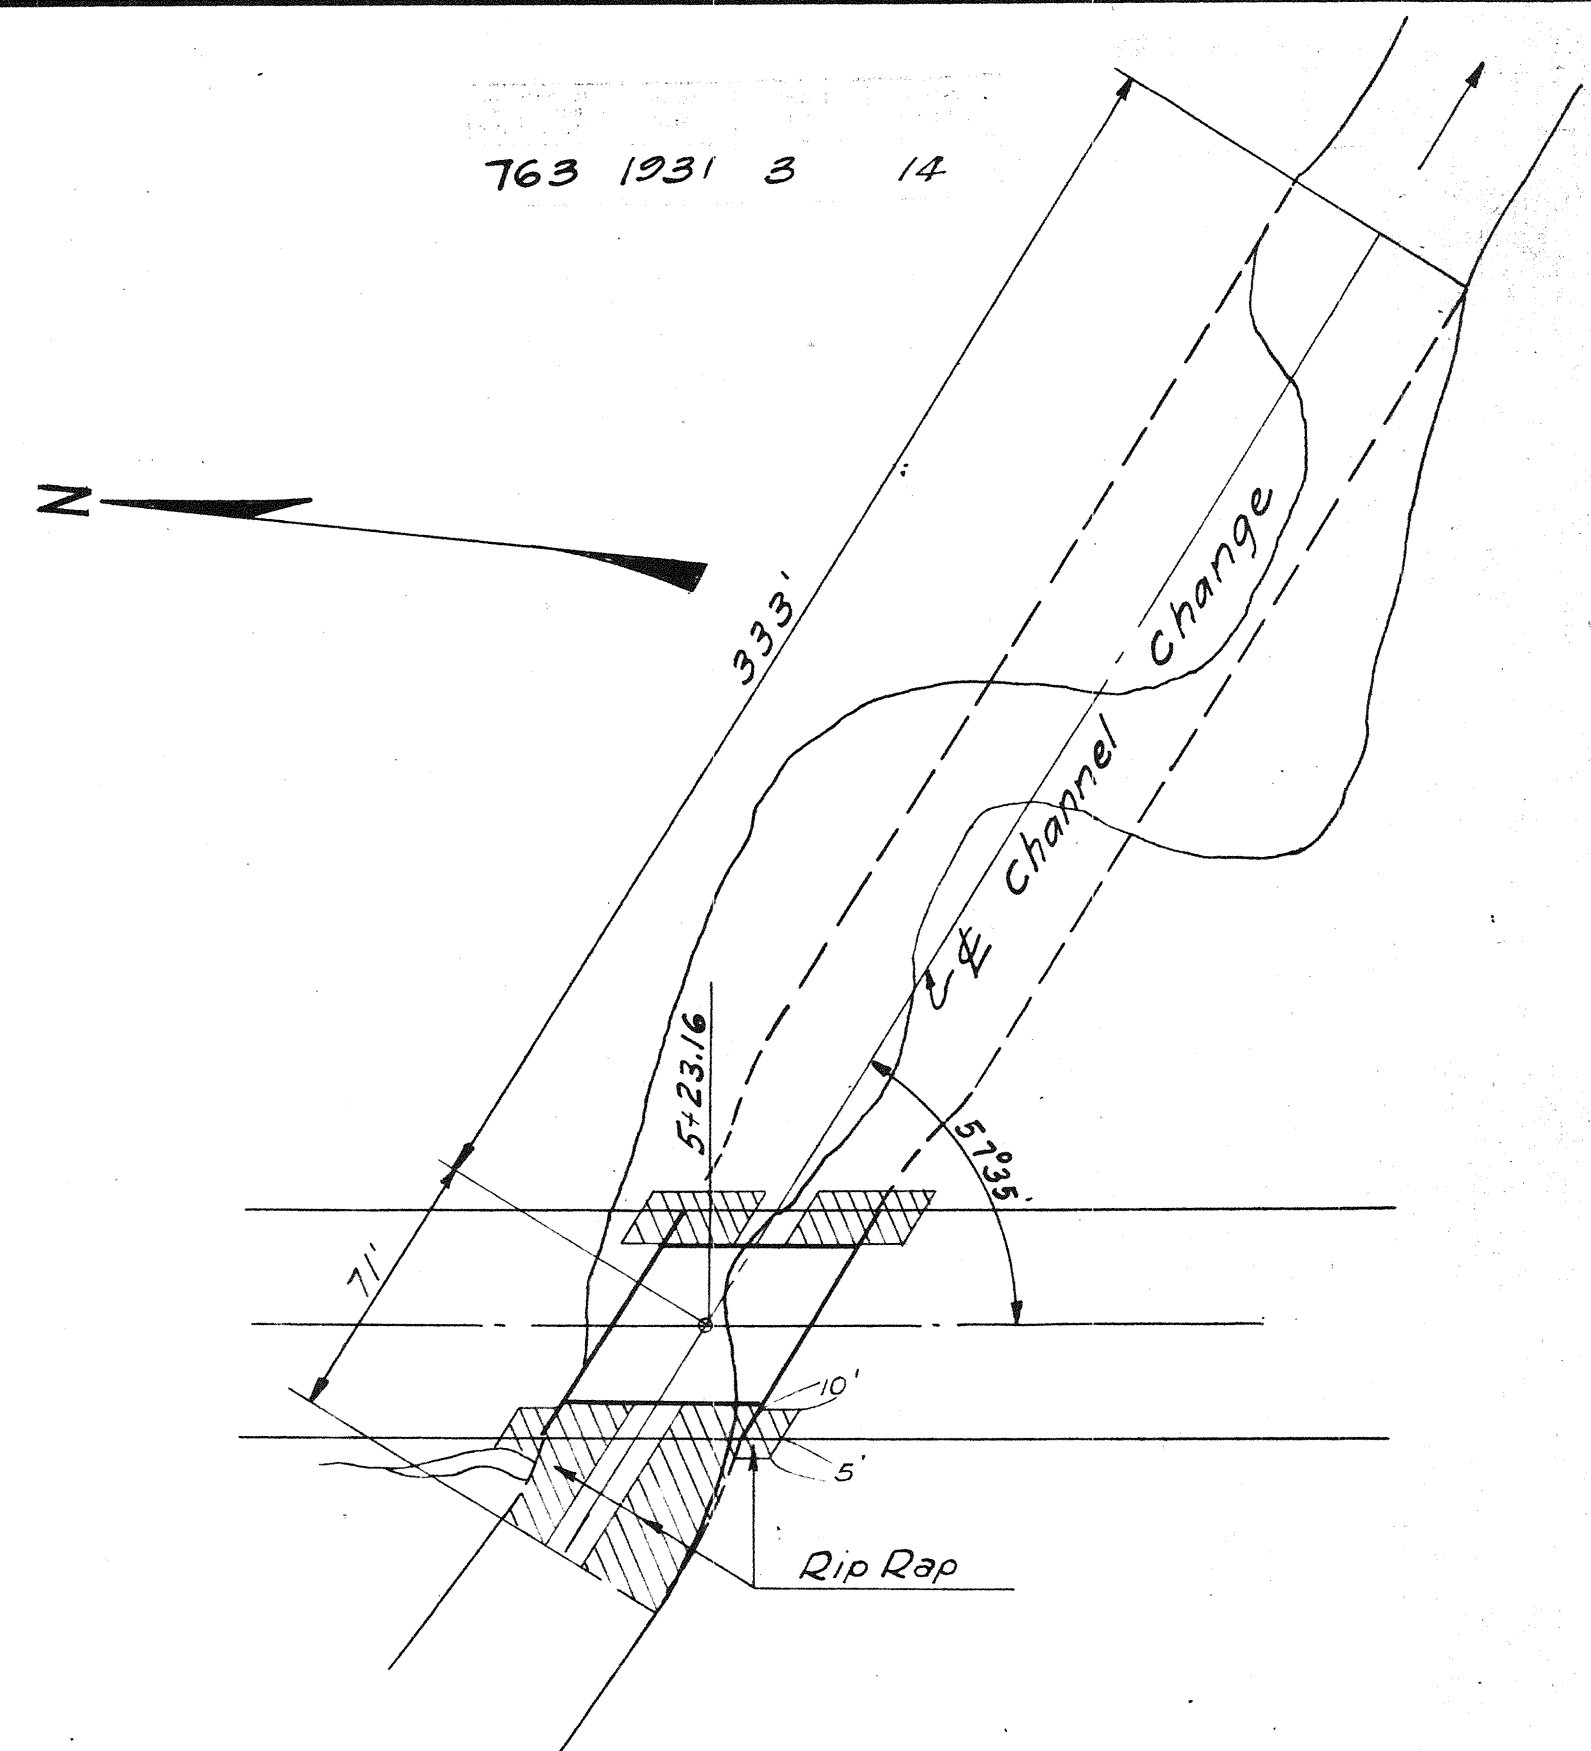 763 1931 3 14
N
333'
Change
Channel
℄
5+23.16
57°35'
71'
10'
5'
Rip Rap